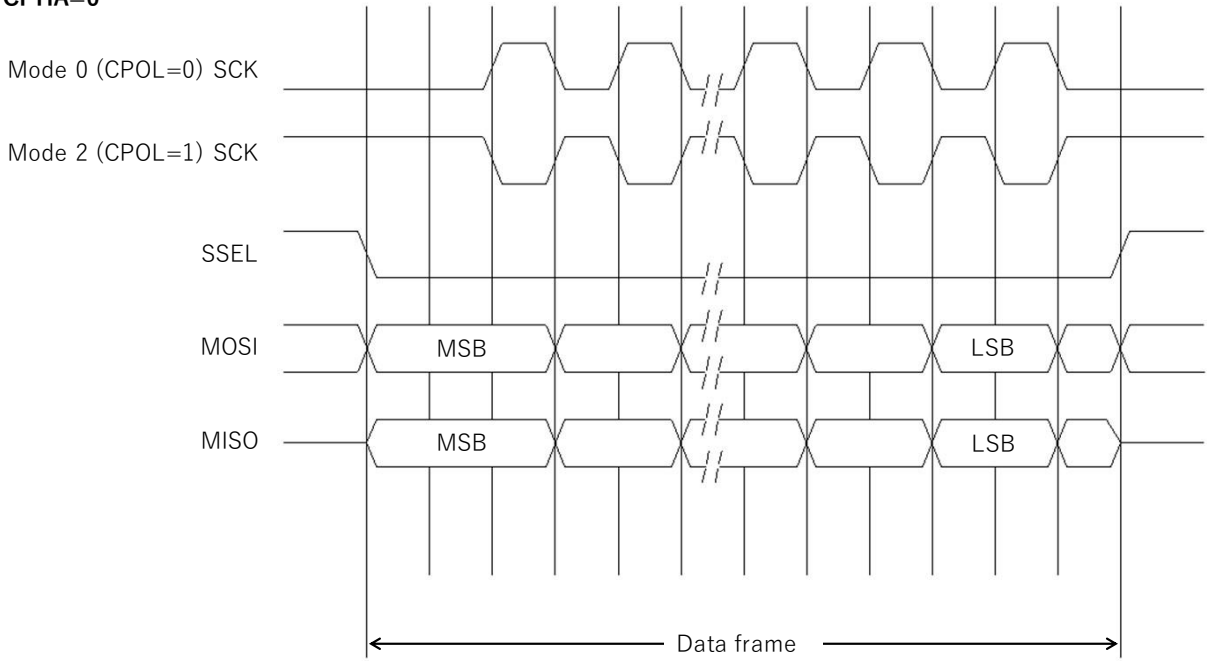 CPHA=0
Mode 0 (CPOL=0) SCK
Mode 2 (CPOL=1) SCK
SSEL
MOSI MSB LSB
MISO MSB LSB
Data frame